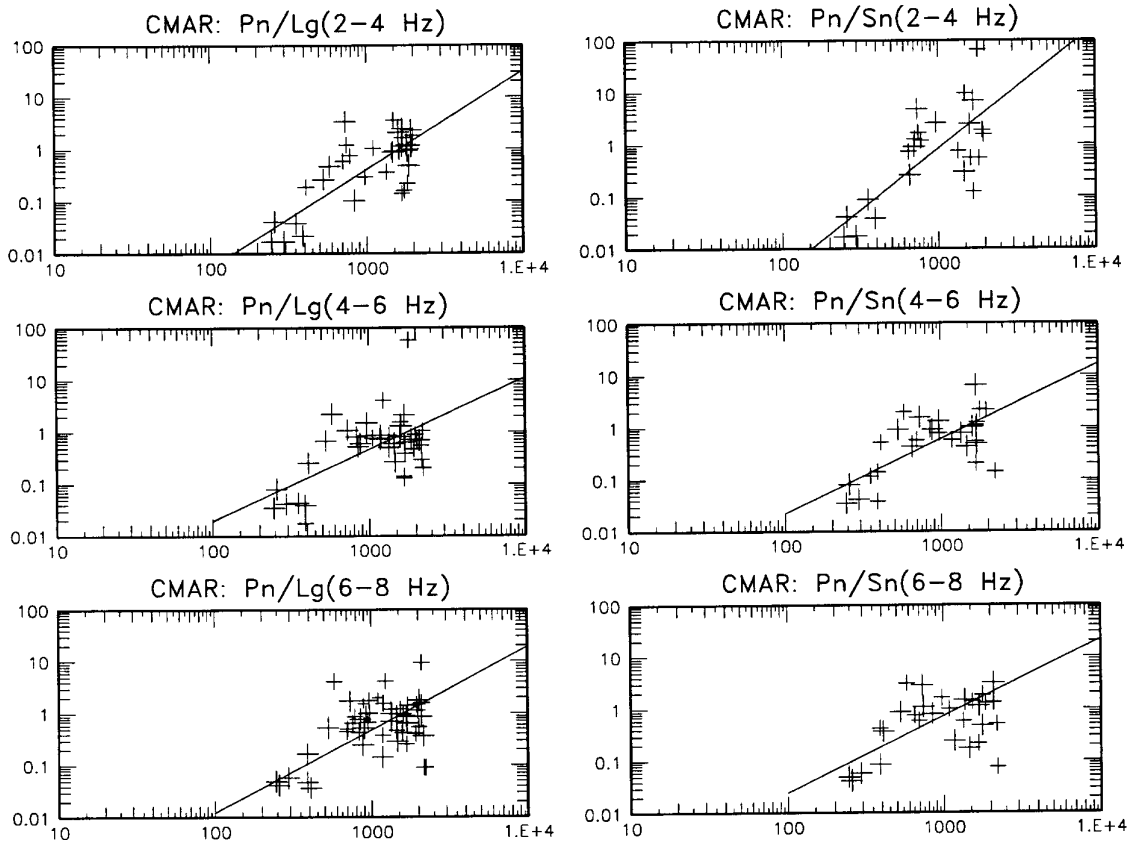 CMAR: Pn/Lg(2-4 Hz)
100
10
1
0.1
0.01
10 100 1000 1.E+4
CMAR: Pn/Sn(2-4 Hz)
100
10
1
0.1
0.01
10 100 1000 1.E+4
CMAR: Pn/Lg(4-6 Hz)
100
10
1
0.1
0.01
10 100 1000 1.E+4
CMAR: Pn/Sn(4-6 Hz)
100
10
1
0.1
0.01
10 100 1000 1.E+4
CMAR: Pn/Lg(6-8 Hz)
100
10
1
0.1
0.01
10 100 1000 1.E+4
CMAR: Pn/Sn(6-8 Hz)
100
10
1
0.1
0.01
10 100 1000 1.E+4